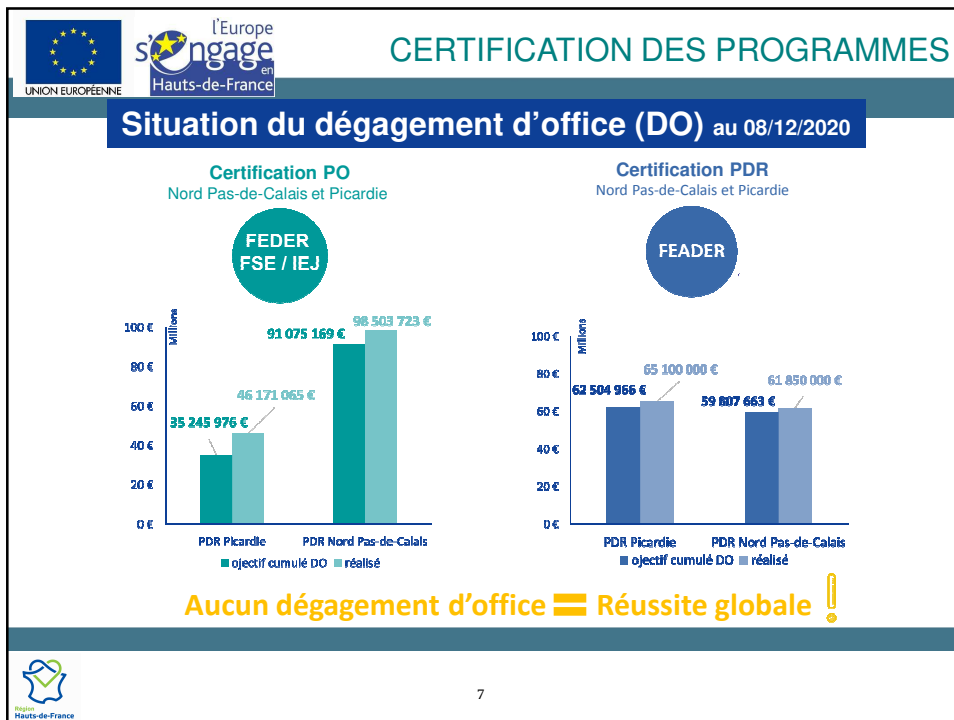 UNION EUROPÉENNE
l'Europe
s'engage
en
Hauts-de-France
CERTIFICATION DES PROGRAMMES
Situation du dégagement d'office (DO) au 08/12/2020
Certification PO
Nord Pas-de-Calais et Picardie
FEDER
FSE / IEJ
Millions
100 €
80 €
60 €
40 €
20 €
0 €
35 245 976 €
46 171 065 €
91 075 169 €
98 503 723 €
PDR Picardie
PDR Nord Pas-de-Calais
ojectif cumulé DO
réalisé
Certification PDR
Nord Pas-de-Calais et Picardie
FEADER
Millions
100 €
80 €
60 €
40 €
20 €
0 €
62 504 966 €
65 100 000 €
59 807 663 €
61 850 000 €
PDR Picardie
PDR Nord Pas-de-Calais
ojectif cumulé DO
réalisé
Aucun dégagement d'office = Réussite globale !
Région
Hauts-de-France
7